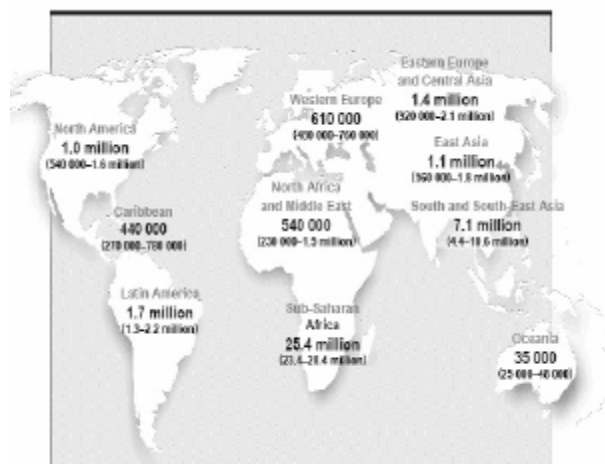 Eastern Europe
and Central Asia
1.4 million
(920 000–2.1 million)
Western Europe
610 000
(480 000–760 000)
North America
1.0 million
(540 000–1.6 million)
East Asia
1.1 million
(560 000–1.8 million)
North Africa
and Middle East
540 000
(230 000–1.5 million)
South and South-East Asia
7.1 million
(4.4–10.6 million)
Caribbean
440 000
(270 000–780 000)
Latin America
1.7 million
(1.3–2.2 million)
Sub-Saharan
Africa
25.4 million
(23.4–28.4 million)
Oceania
35 000
(25 000–48 000)